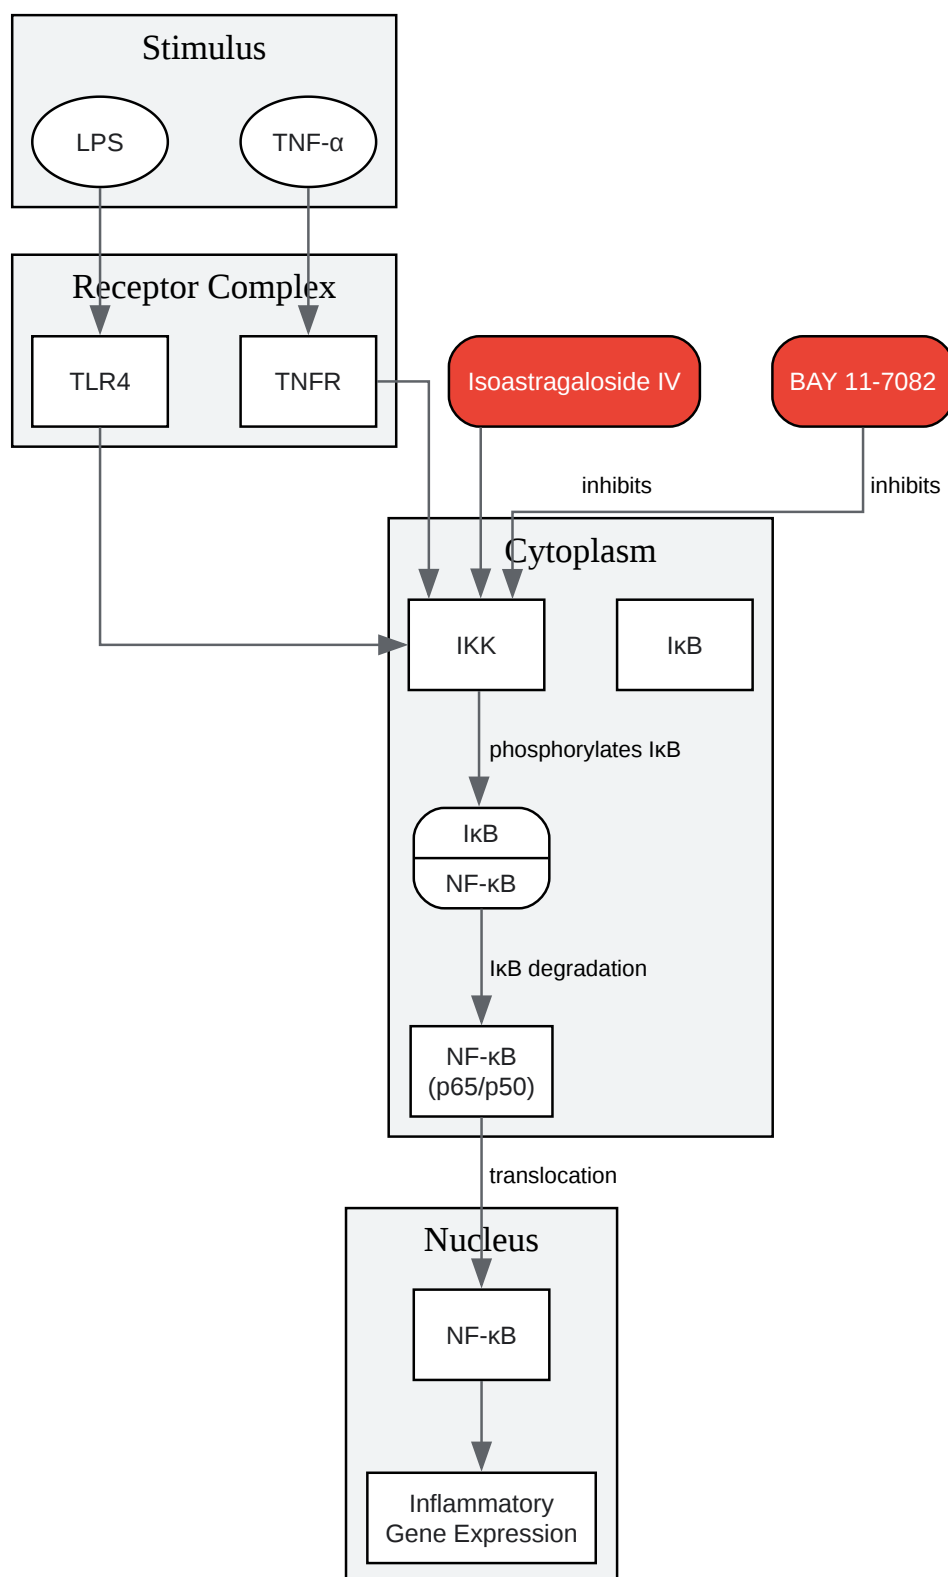 Stimulus
LPS
TNF-α
Receptor Complex
TLR4
TNFR
Isoastragaloside IV
BAY 11-7082
inhibits
inhibits
Cytoplasm
IKK
IκB
phosphorylates IκB
IκB
NF-κB
IκB degradation
NF-κB
(p65/p50)
translocation
Nucleus
NF-κB
Inflammatory
Gene Expression